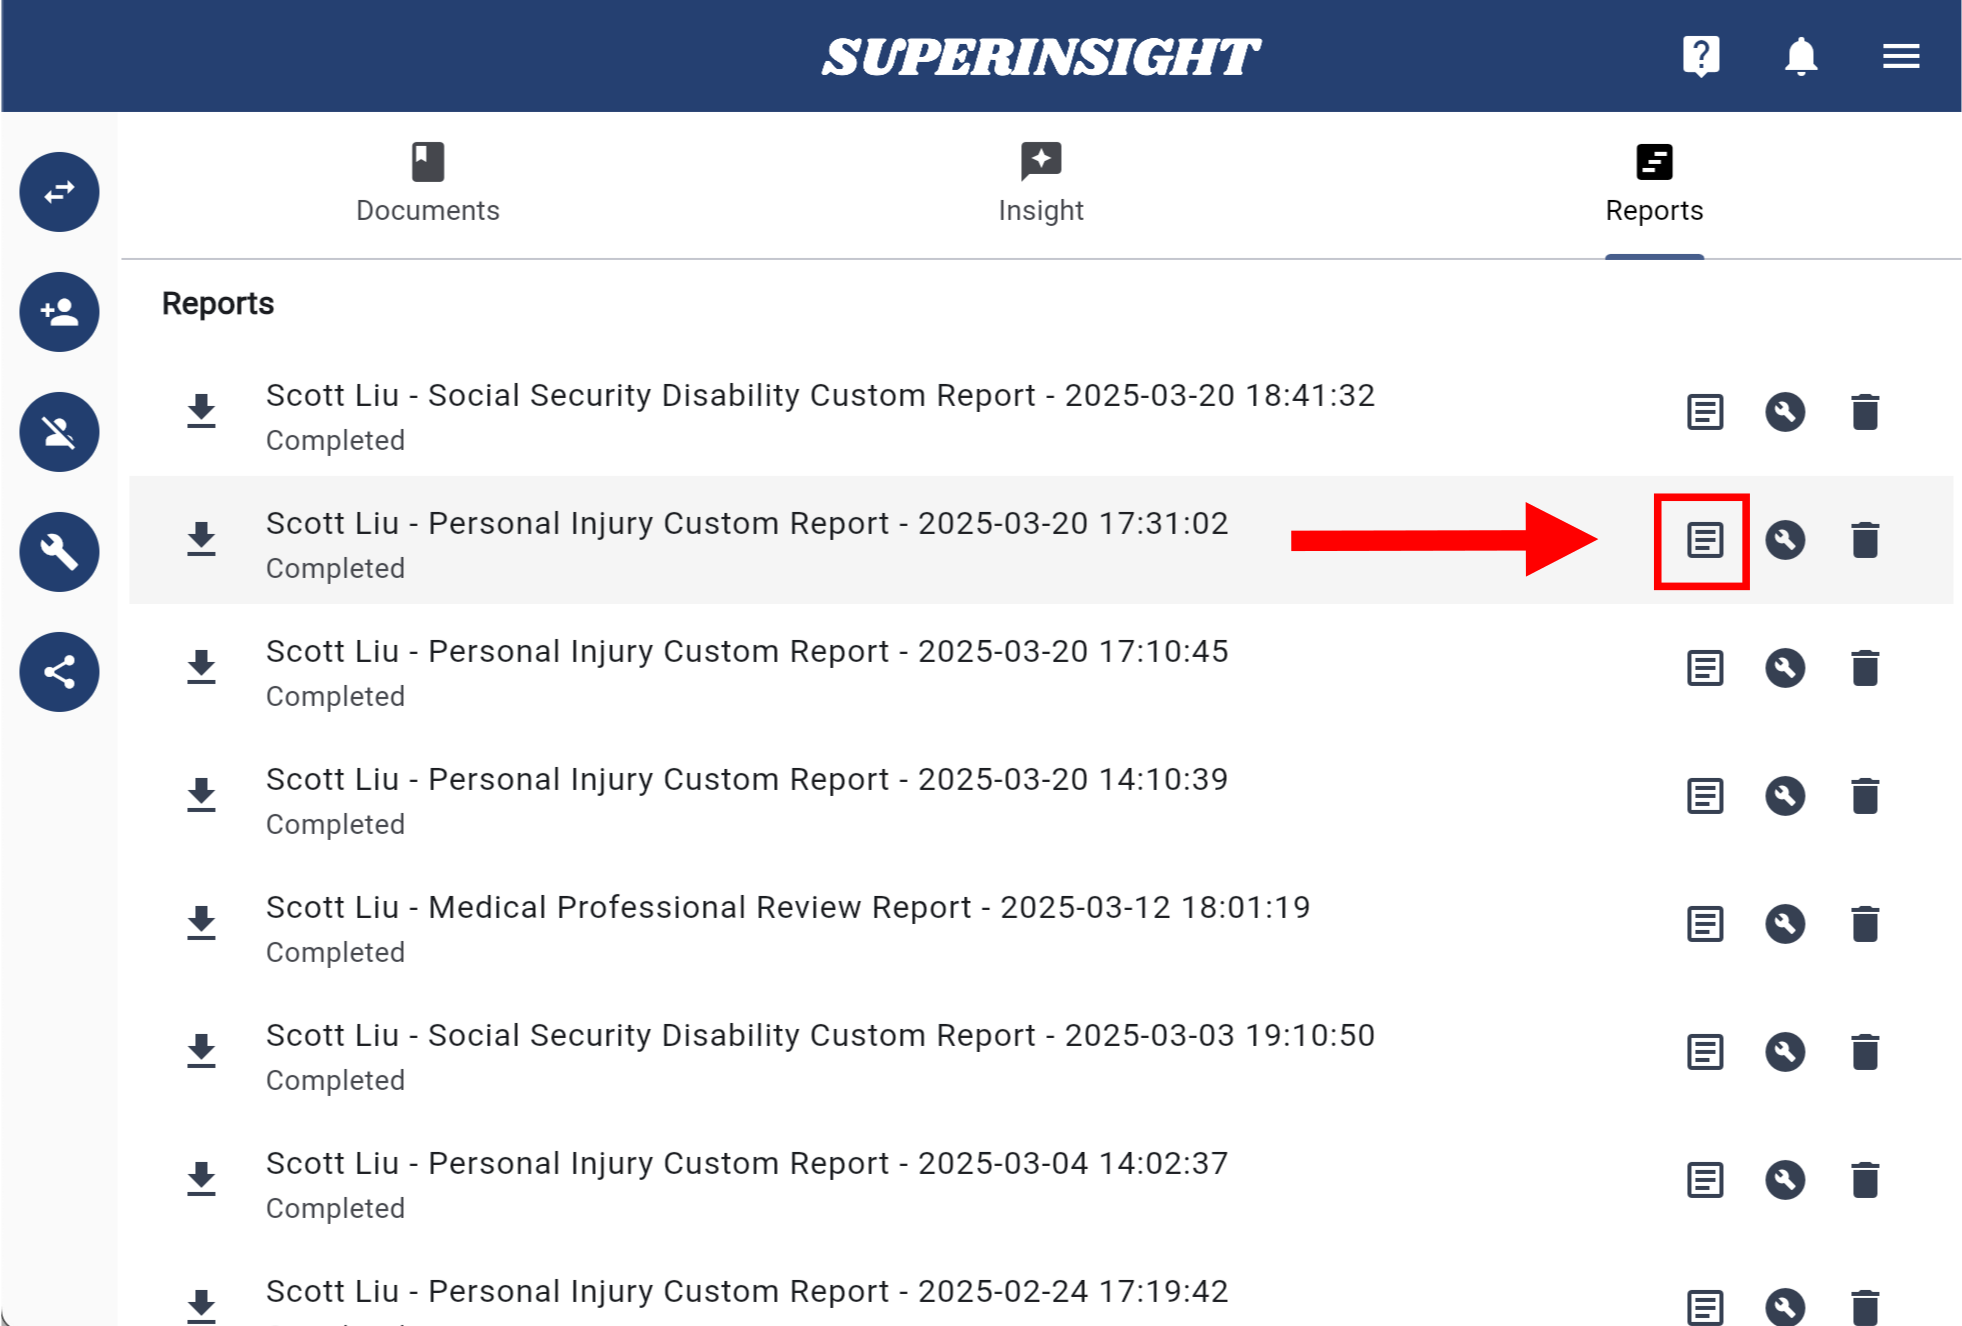 SUPERINSIGHT
?
Documents
Insight
Reports
Reports
Scott Liu - Social Security Disability Custom Report - 2025-03-20 18:41:32
Completed
Scott Liu - Personal Injury Custom Report - 2025-03-20 17:31:02
Completed
Scott Liu - Personal Injury Custom Report - 2025-03-20 17:10:45
Completed
Scott Liu - Personal Injury Custom Report - 2025-03-20 14:10:39
Completed
Scott Liu - Medical Professional Review Report - 2025-03-12 18:01:19
Completed
Scott Liu - Social Security Disability Custom Report - 2025-03-03 19:10:50
Completed
Scott Liu - Personal Injury Custom Report - 2025-03-04 14:02:37
Completed
Scott Liu - Personal Injury Custom Report - 2025-02-24 17:19:42